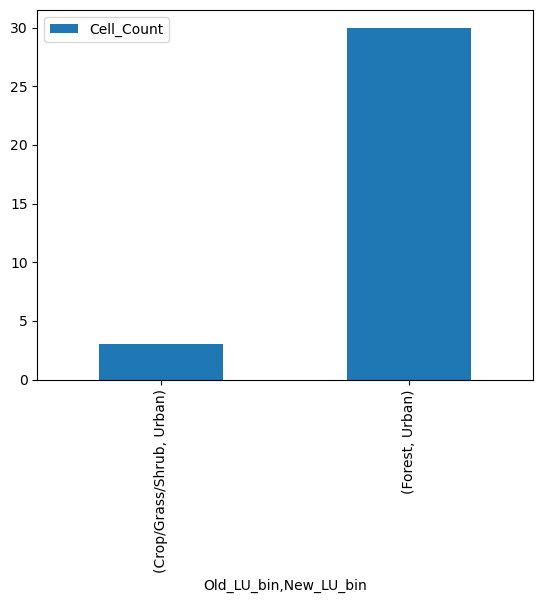 Cell_Count
30
25
20
15
10
5
0
(Crop/Grass/Shrub, Urban)
(Forest, Urban)
Old_LU_bin,New_LU_bin